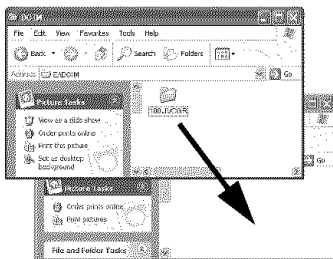 DCIM
File Edit View Favorites Tools Help
Back Search Folders
Address E:\DCIM Go
Picture Tasks
View as a slide show
Order prints online
Print this picture
Set as desktop
background
100JVCGR
Go
Picture Tasks
Order prints online
Print pictures
File and Folder Tasks